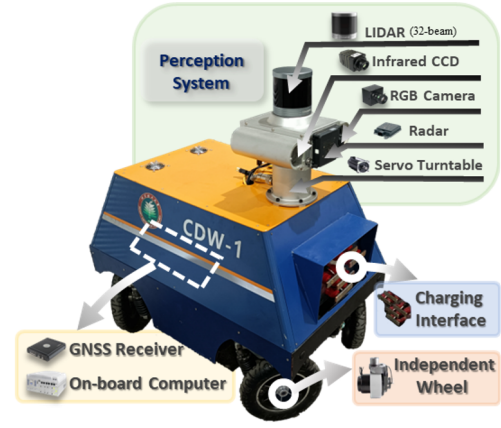 Perception
System
LIDAR (32-beam)
Infrared CCD
RGB Camera
Radar
Servo Turntable
CDW-1
GNSS Receiver
On-board Computer
Charging
Interface
Independent
Wheel